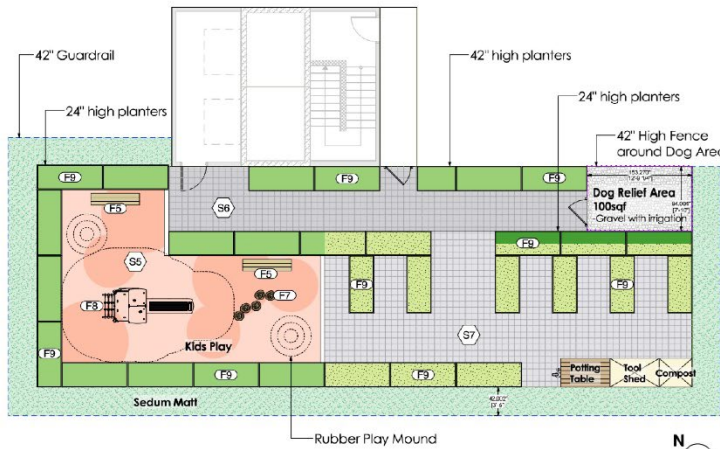 42" Guardrail
42" high planters
24" high planters
24" high planters
42" High Fence
around Dog Area
F9
F9
F9
Dog Relief Area
100sqf
-Gravel with irrigation
F5
S6
F9
S5
F5
F9
F9
F8
F7
S7
Kids Play
F9
F9
F9
Potting
Table
Tool
Shed
Compost
Sedum Matt
Rubber Play Mound
N